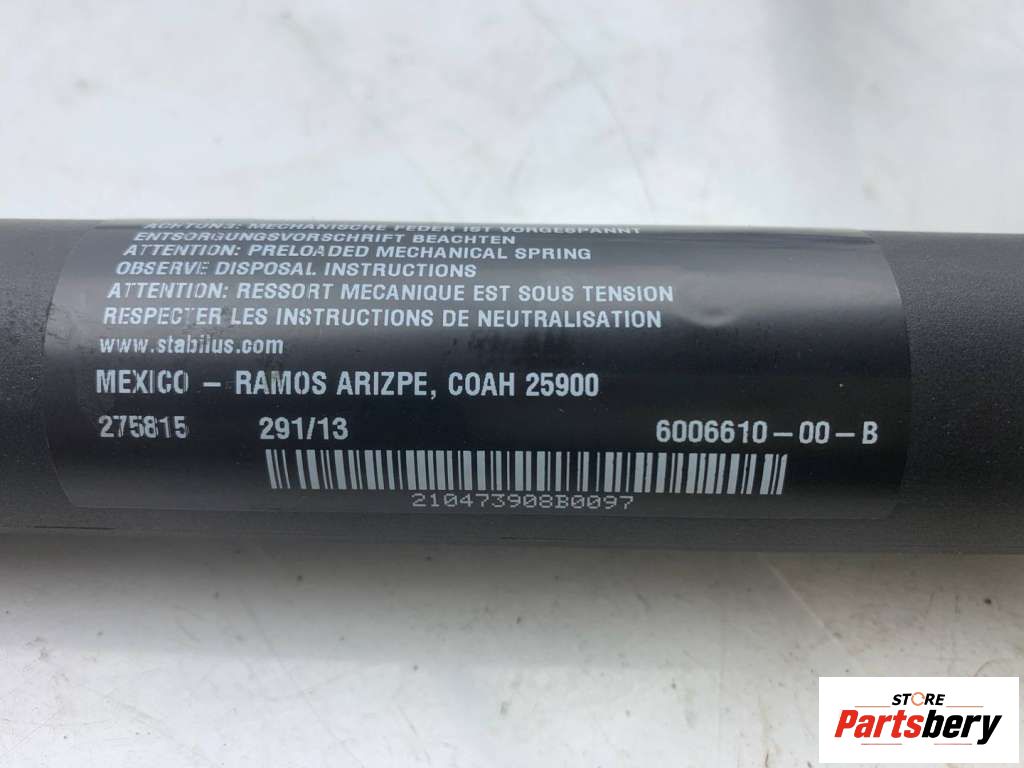 ACHTUNG: MECHANISCHE FEDER IST VORGESPANNT
ENTSORGUNGSVORSCHRIFT BEACHTEN
ATTENTION: PRELOADED MECHANICAL SPRING
OBSERVE DISPOSAL INSTRUCTIONS
ATTENTION: RESSORT MECANIQUE EST SOUS TENSION
RESPECTER LES INSTRUCTIONS DE NEUTRALISATION
www.stabilus.com
MEXICO – RAMOS ARIZPE, COAH 25900
275815 291/13 6006610-00-B
210473908B0097
STORE
Partsbery